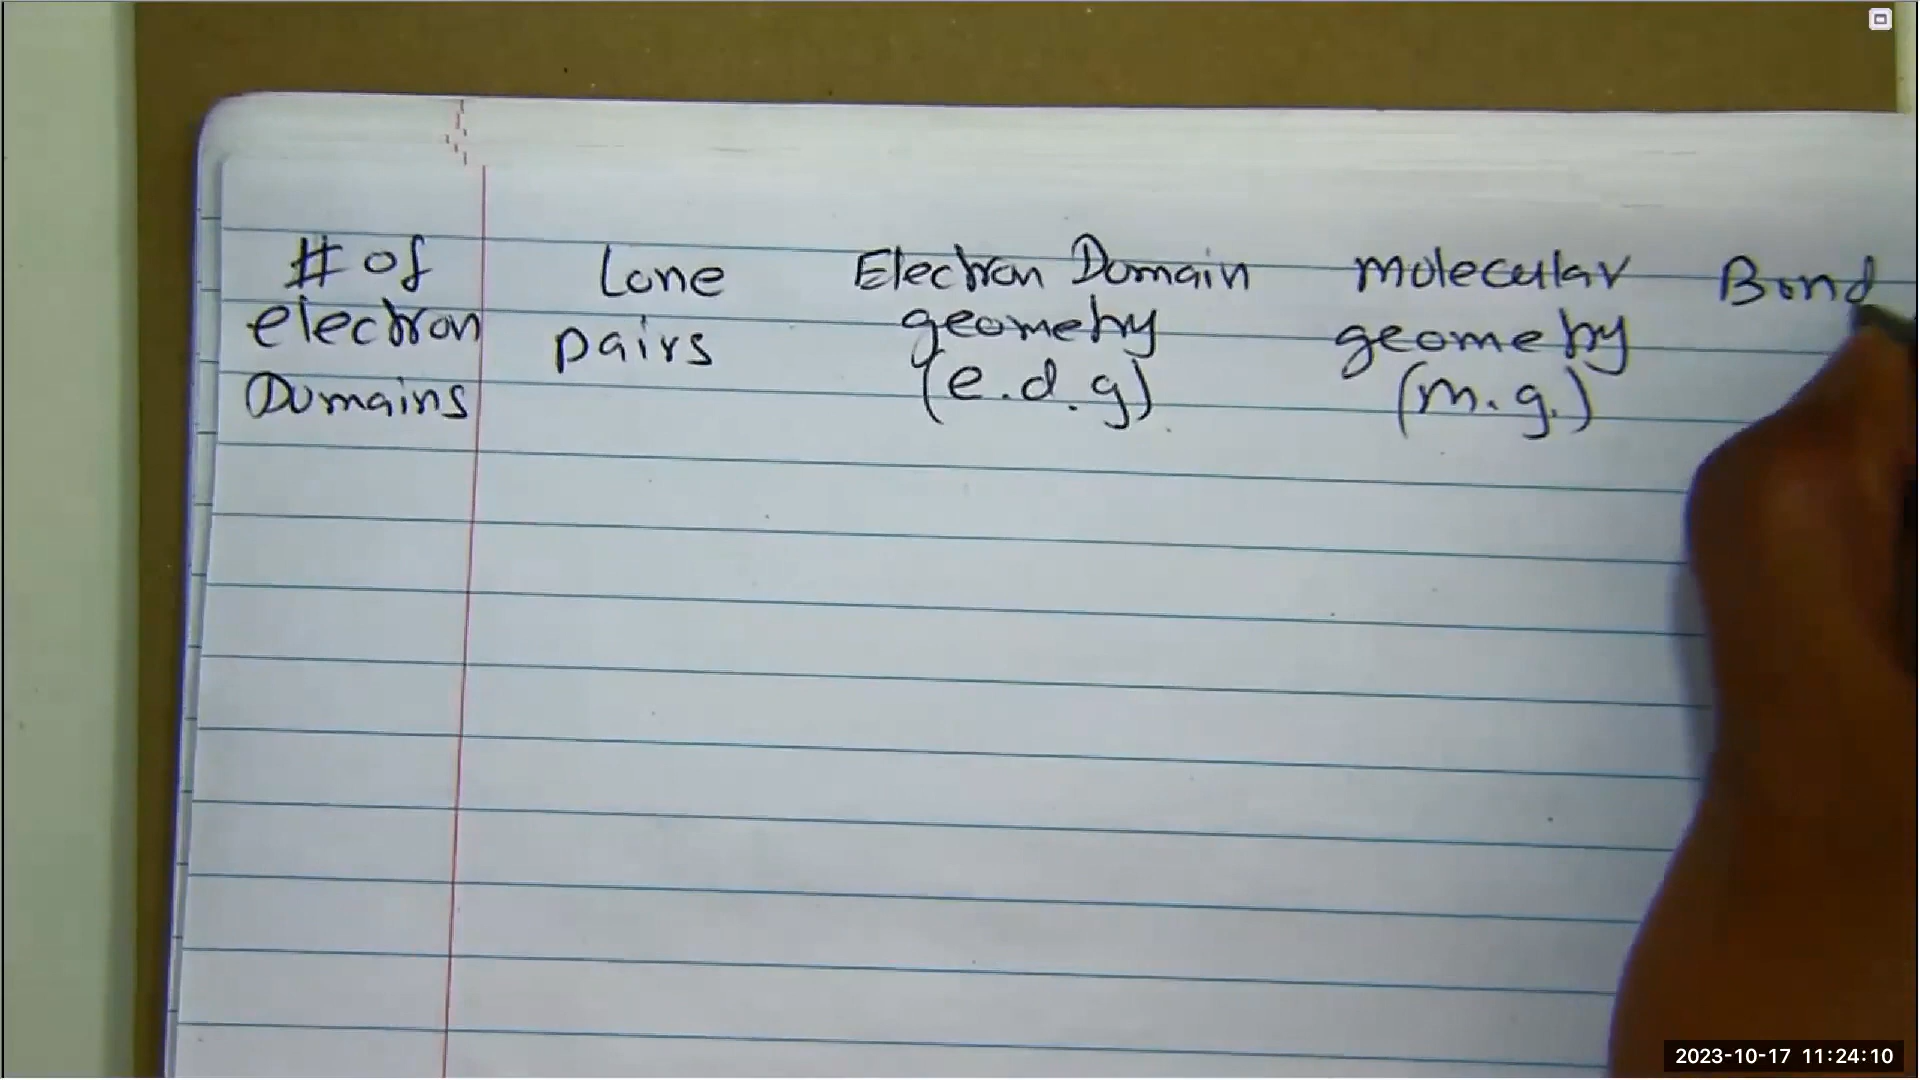 # of electron Domains
Lone pairs
Electron Domain geometry (e.d.g)
molecular geometry (m.g.)
Bond
2023-10-17 11:24:10